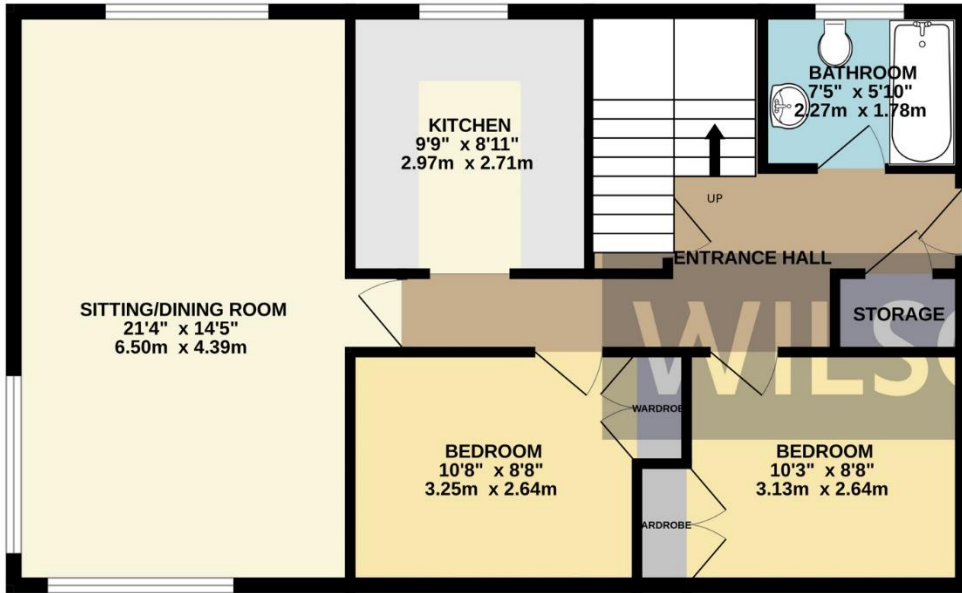 BATHROOM
7'5" x 5'10"
2.27m x 1.78m
KITCHEN
9'9" x 8'11"
2.97m x 2.71m
UP
ENTRANCE HALL
SITTING/DINING ROOM
21'4" x 14'5"
6.50m x 4.39m
STORAGE
WILSO
WARDROBE
BEDROOM
10'8" x 8'8"
3.25m x 2.64m
BEDROOM
10'3" x 8'8"
3.13m x 2.64m
ARDROBE